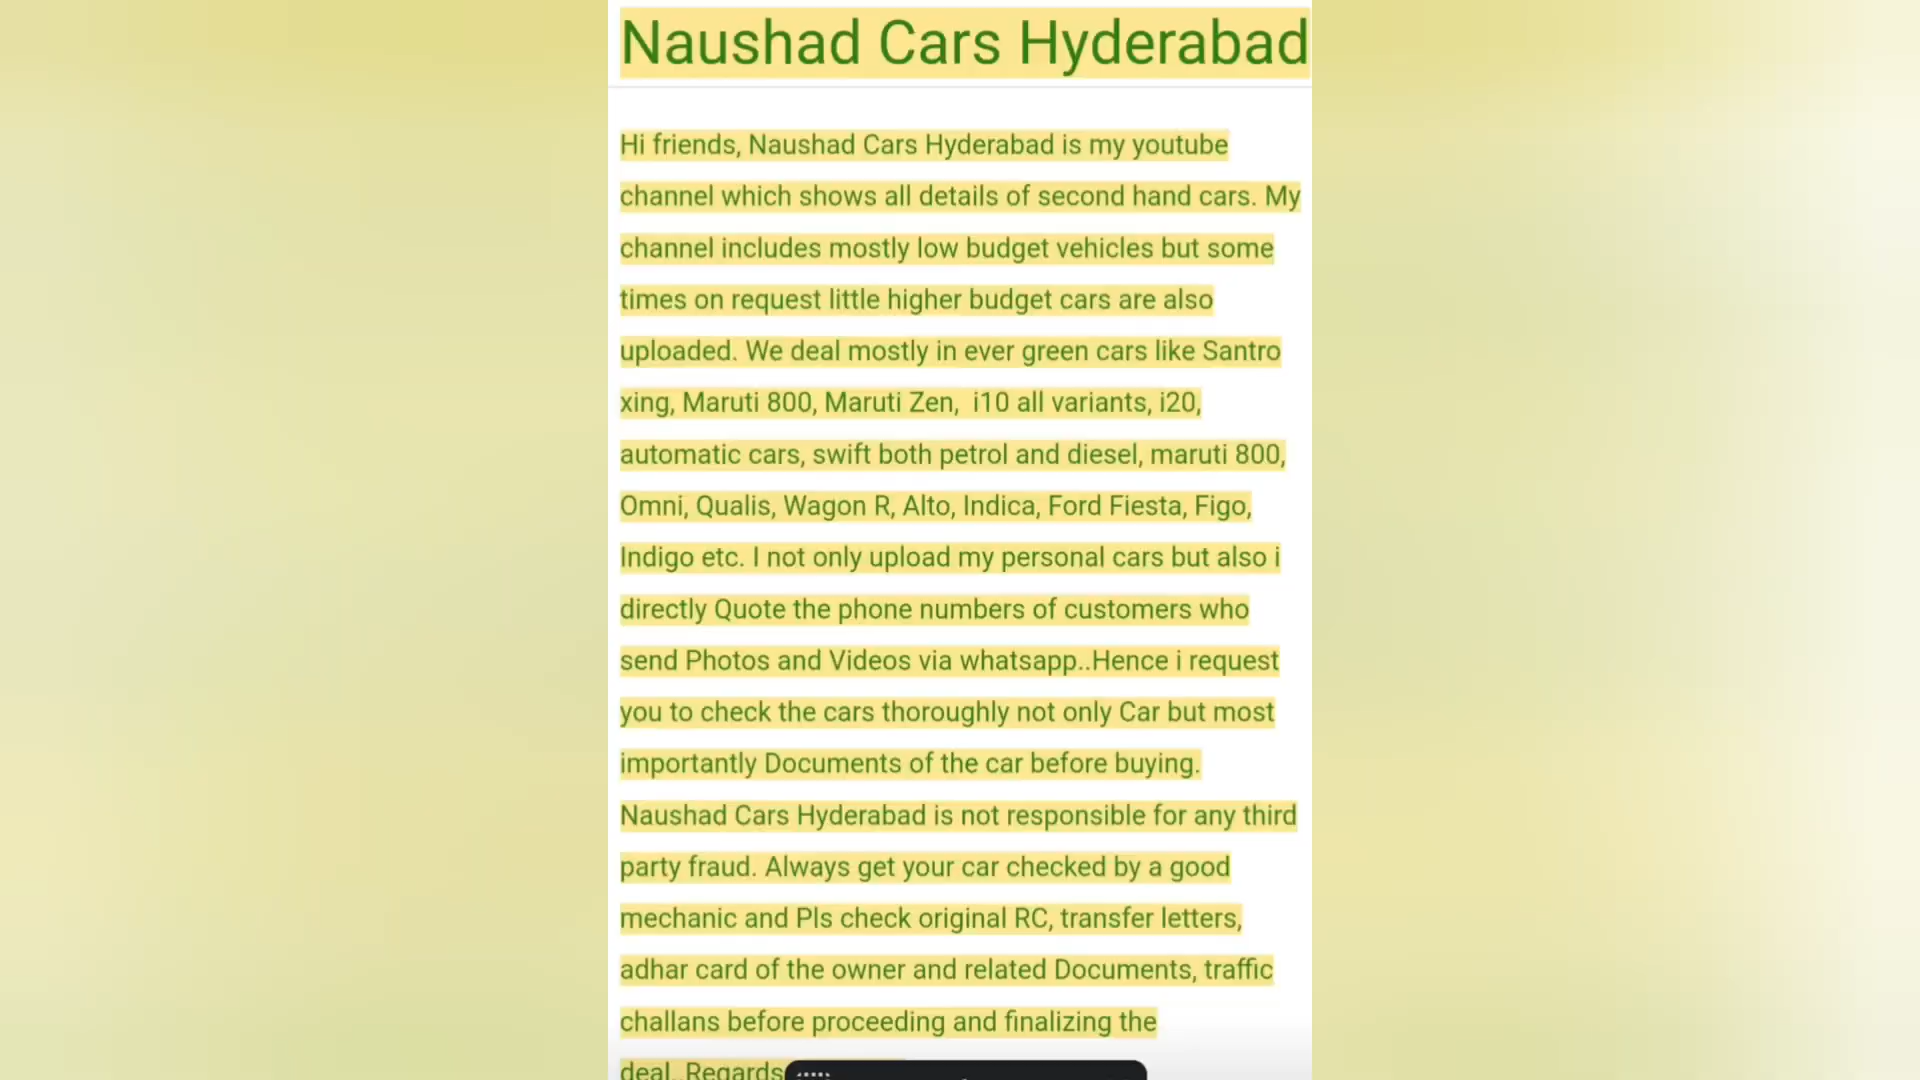 Naushad Cars Hyderabad
Hi friends, Naushad Cars Hyderabad is my youtube
channel which shows all details of second hand cars. My
channel includes mostly low budget vehicles but some
times on request little higher budget cars are also
uploaded. We deal mostly in ever green cars like Santro
xing, Maruti 800, Maruti Zen,  i10 all variants, i20,
automatic cars, swift both petrol and diesel, maruti 800,
Omni, Qualis, Wagon R, Alto, Indica, Ford Fiesta, Figo,
Indigo etc. I not only upload my personal cars but also i
directly Quote the phone numbers of customers who
send Photos and Videos via whatsapp..Hence i request
you to check the cars thoroughly not only Car but most
importantly Documents of the car before buying.
Naushad Cars Hyderabad is not responsible for any third
party fraud. Always get your car checked by a good
mechanic and Pls check original RC, transfer letters,
adhar card of the owner and related Documents, traffic
challans before proceeding and finalizing the
deal..Regards